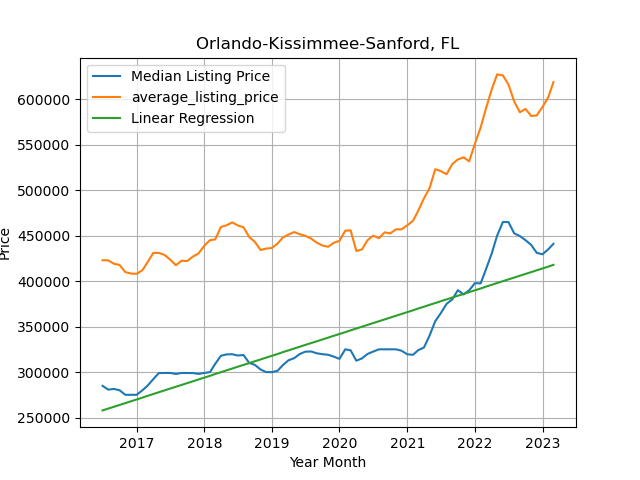 Orlando-Kissimmee-Sanford, FL
Median Listing Price
average_listing_price
Linear Regression
600000
550000
500000
450000
400000
350000
300000
250000
Price
2017 2018 2019 2020 2021 2022 2023
Year Month